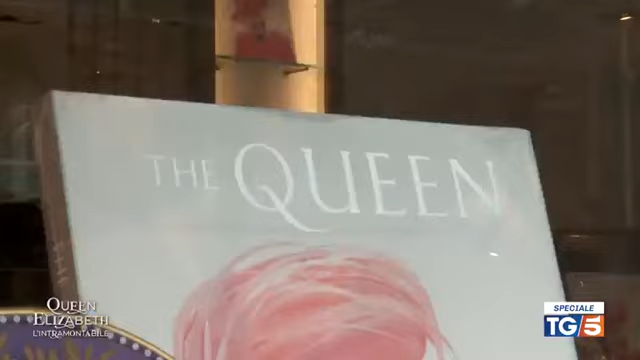 THE QUEEN
QUEEN
ELIZABETH
L'INTRAMONTABILE
SPECIALE
TG5